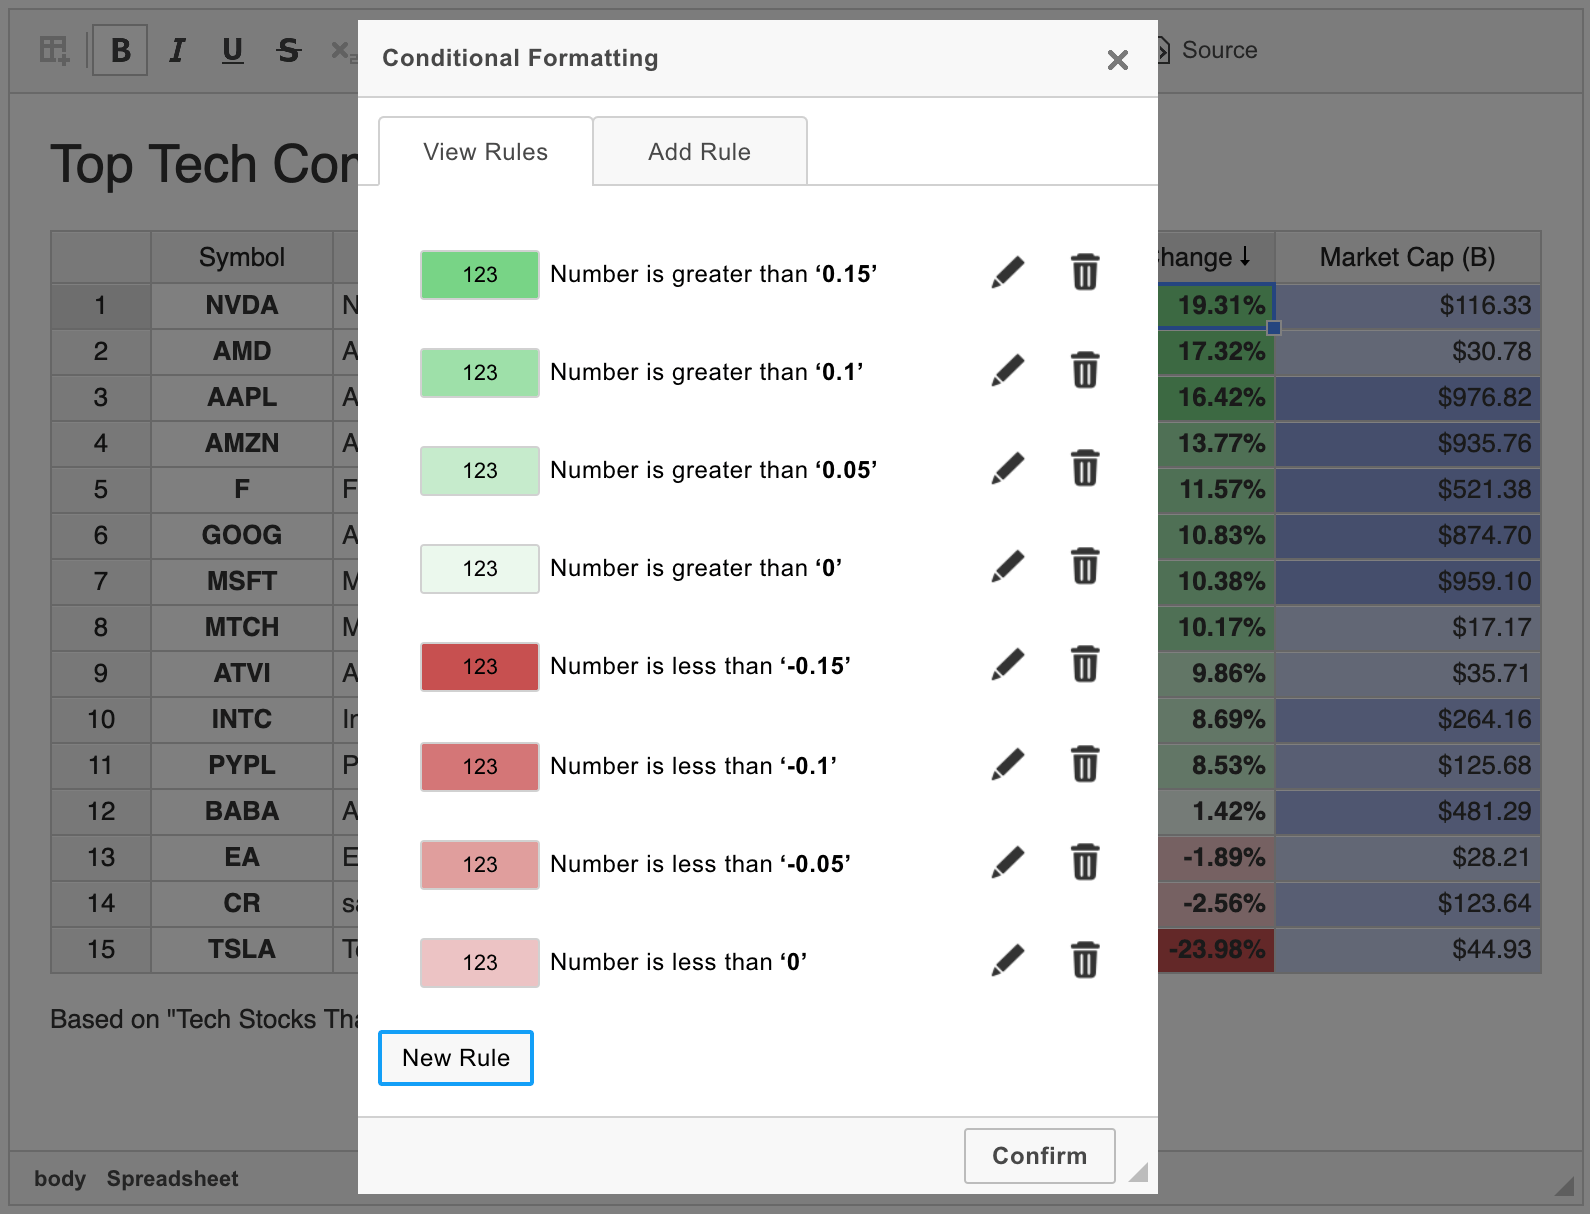 B I U S x₂
Source
Conditional Formatting
View Rules
Add Rule
123 Number is greater than ‘0.15’
123 Number is greater than ‘0.1’
123 Number is greater than ‘0.05’
123 Number is greater than ‘0’
123 Number is less than ‘-0.15’
123 Number is less than ‘-0.1’
123 Number is less than ‘-0.05’
123 Number is less than ‘0’
New Rule
Confirm
Top Tech
Symbol Market Cap (B)
1 NVDA 19.31% $116.33
2 AMD 17.32% $30.78
3 AAPL 16.42% $976.82
4 AMZN 13.77% $935.76
5 F 11.57% $521.38
6 GOOG 10.83% $874.70
7 MSFT 10.38% $959.10
8 MTCH 10.17% $17.17
9 ATVI 9.86% $35.71
10 INTC 8.69% $264.16
11 PYPL 8.53% $125.68
12 BABA 1.42% $481.29
13 EA -1.89% $28.21
14 CR -2.56% $123.64
15 TSLA -23.98% $44.93
Based on "Tech Stocks
body Spreadsheet